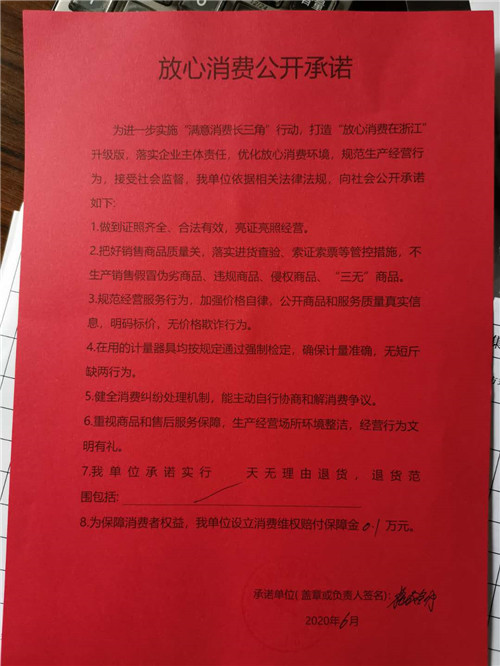 放心消费公开承诺
为进一步实施“满意消费长三角”行动，打造“放心消费在浙江”
升级版，落实企业主体责任，优化放心消费环境，规范生产经营行
为，接受社会监督，我单位依据相关法律法规，向社会公开承诺
如下:
1.做到证照齐全、合法有效，亮证亮照经营。
2.把好销售商品质量关，落实进货查验、索证索票等管控措施，不
生产销售假冒伪劣商品、违规商品、侵权商品、“三无”商品。
3.规范经营服务行为，加强价格自律，公开商品和服务质量真实信
息，明码标价，无价格欺诈行为。
4.在用的计量器具均按规定通过强制检定，确保计量准确，无短斤
缺两行为。
5.健全消费纠纷处理机制，能主动自行协商和解消费争议。
6.重视商品和售后服务保障，生产经营场所环境整洁，经营行为文
明有礼。
7.我单位承诺实行 天无理由退货，退货范
围包括:
8.为保障消费者权益，我单位设立消费维权赔付保障金0.1万元。
承诺单位(盖章或负责人签名):
2020年6月